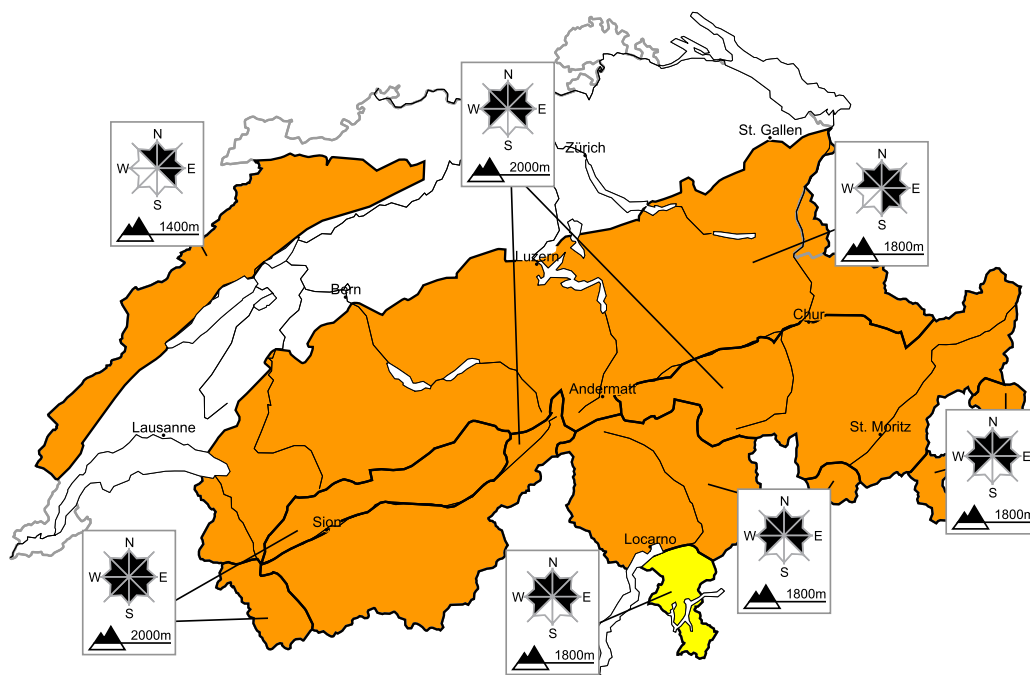 N
W E
S
2000m
N
W E
S
1400m
St. Gallen
Zürich
N
W E
S
1800m
Luzern
Bern
Chur
Andermatt
Lausanne
St. Moritz
N
W E
S
1800m
N
W E
S
1800m
Sion
Locarno
N
W E
S
2000m
N
W E
S
1800m